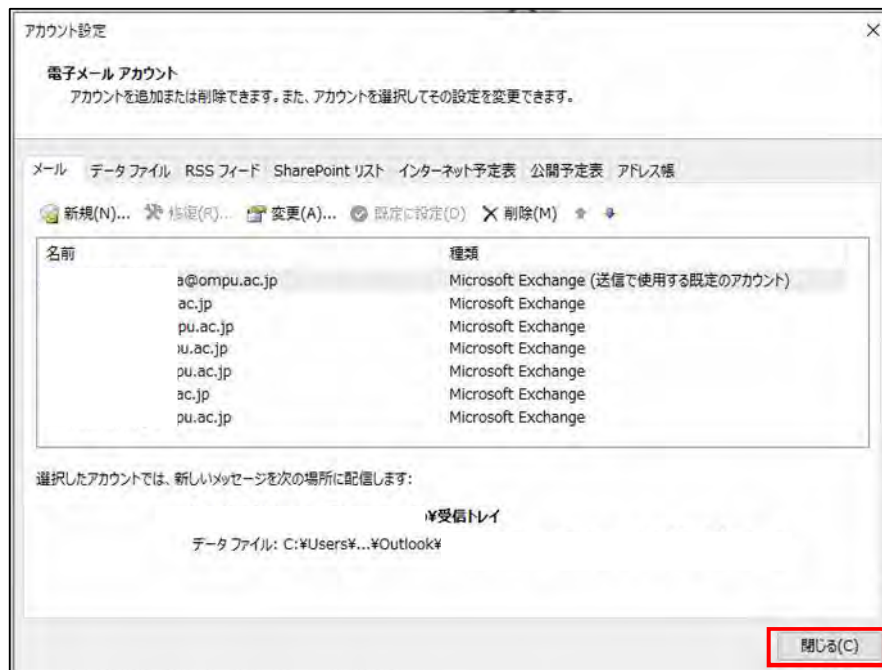 アカウント設定
電子メール アカウント
アカウントを追加または削除できます。また、アカウントを選択してその設定を変更できます。
メール データ ファイル RSS フィード SharePoint リスト インターネット予定表 公開予定表 アドレス帳
新規(N)... 修復(R)... 変更(A)... 既定に設定(D) 削除(M)
名前 種類
a@ompu.ac.jp Microsoft Exchange (送信で使用する既定のアカウント)
ac.jp Microsoft Exchange
pu.ac.jp Microsoft Exchange
u.ac.jp Microsoft Exchange
pu.ac.jp Microsoft Exchange
ac.jp Microsoft Exchange
pu.ac.jp Microsoft Exchange
選択したアカウントでは、新しいメッセージを次の場所に配信します:
¥受信トレイ
データ ファイル: C:¥Users¥...¥Outlook¥
閉じる(C)